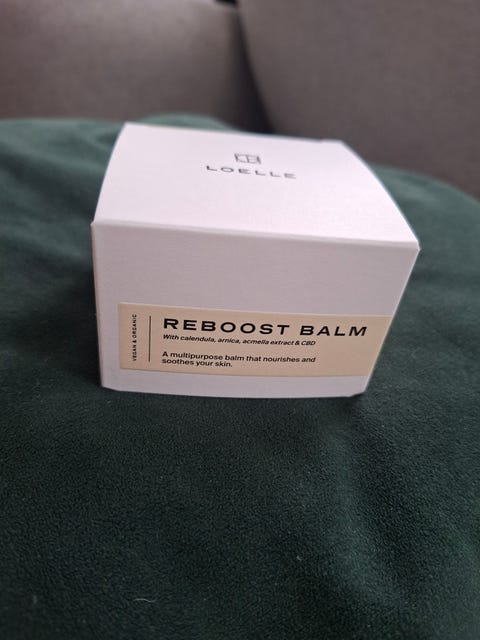 LOELLE
VEGAN & ORGANIC
REBOOST BALM
With calendula, arnica, acmella extract & CBD
A multipurpose balm that nourishes and
soothes your skin.